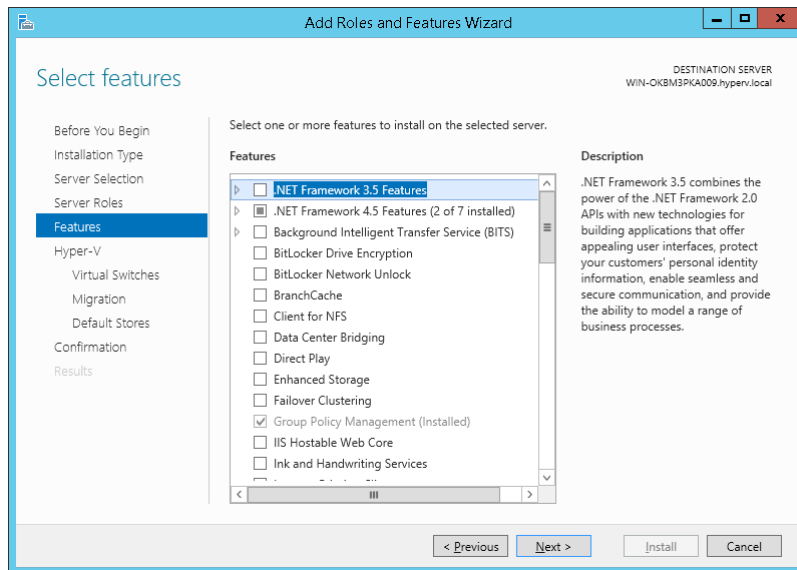 Add Roles and Features Wizard
Select features
DESTINATION SERVER
WIN-OKBM3PKA009.hyperv.local
Before You Begin
Installation Type
Server Selection
Server Roles
Features
Hyper-V
Virtual Switches
Migration
Default Stores
Confirmation
Results
Select one or more features to install on the selected server.
Features
.NET Framework 3.5 Features
.NET Framework 4.5 Features (2 of 7 installed)
Background Intelligent Transfer Service (BITS)
BitLocker Drive Encryption
BitLocker Network Unlock
BranchCache
Client for NFS
Data Center Bridging
Direct Play
Enhanced Storage
Failover Clustering
Group Policy Management (Installed)
IIS Hostable Web Core
Ink and Handwriting Services
Description
.NET Framework 3.5 combines the
power of the .NET Framework 2.0
APIs with new technologies for
building applications that offer
appealing user interfaces, protect
your customers' personal identity
information, enable seamless and
secure communication, and provide
the ability to model a range of
business processes.
< Previous
Next >
Install
Cancel